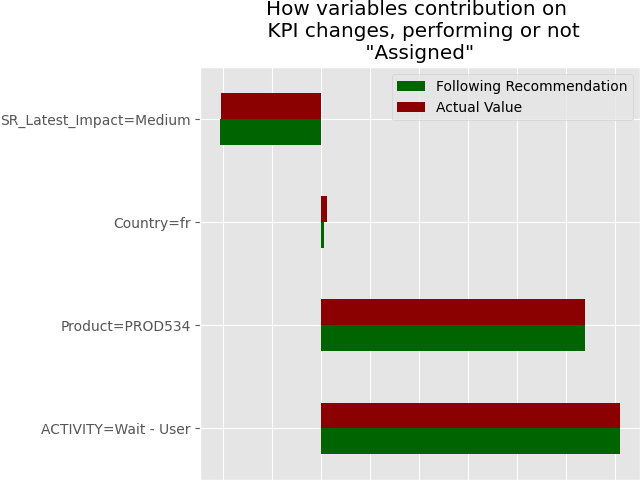 How variables contribution on
KPI changes, performing or not
"Assigned"
Following Recommendation
Actual Value
SR_Latest_Impact=Medium
Country=fr
Product=PROD534
ACTIVITY=Wait - User